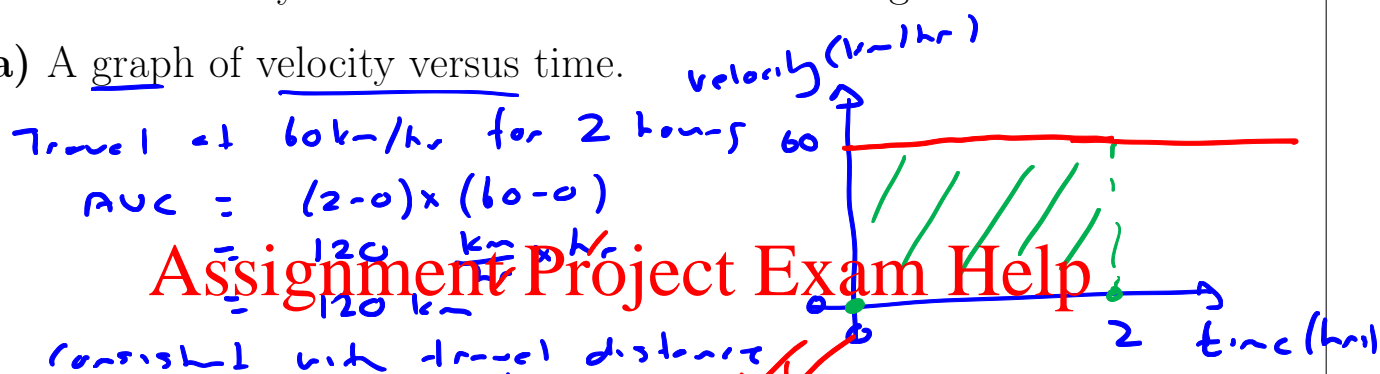 a) A graph of velocity versus time.
velocity (km/hr)
Travel at 60km/hr for 2 hours
60
AUC = (2-0)x(60-0)
= 120 km/hr x hr
Assignment Project Exam Help
= 120 km
0
0
2
time (hrs)
Consistent with travel distance